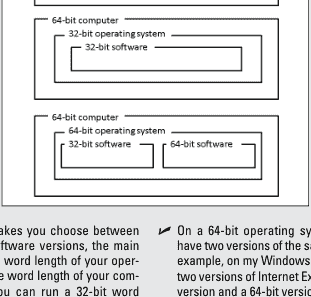 64-bit computer
32-bit operating system
32-bit software
64-bit computer
64-bit operating system
32-bit software
64-bit software
akes you choose between
ftware versions, the main
word length of your oper-
e word length of your com-
ou can run a 32-bit word
On a 64-bit operating sy
have two versions of the sa
example, on my Windows
two versions of Internet Ex
version and a 64-bit versio